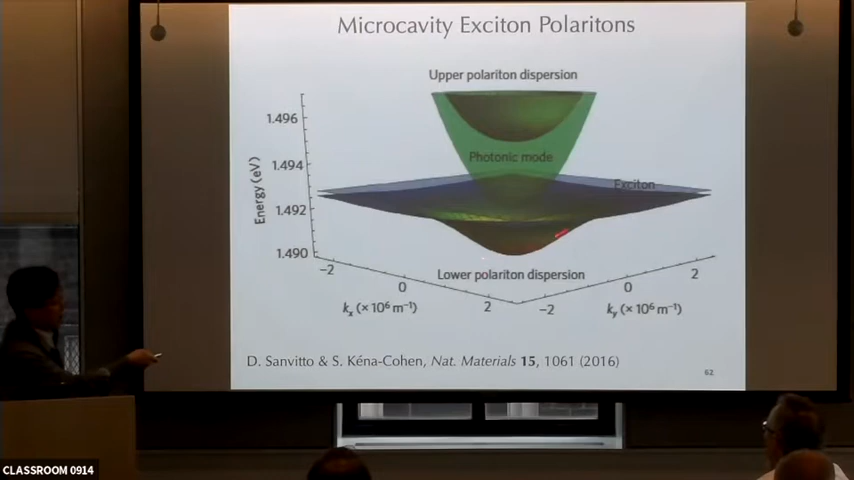 Microcavity Exciton Polaritons
Upper polariton dispersion
1.496
Photonic mode
1.494
Exciton
Energy (eV)
1.492
1.490
−2
0
2
Lower polariton dispersion
−2
0
2
kₓ (× 10⁶ m⁻¹)
kᵧ (× 10⁶ m⁻¹)
D. Sanvitto & S. Kéna-Cohen, Nat. Materials 15, 1061 (2016)
62
CLASSROOM 0914